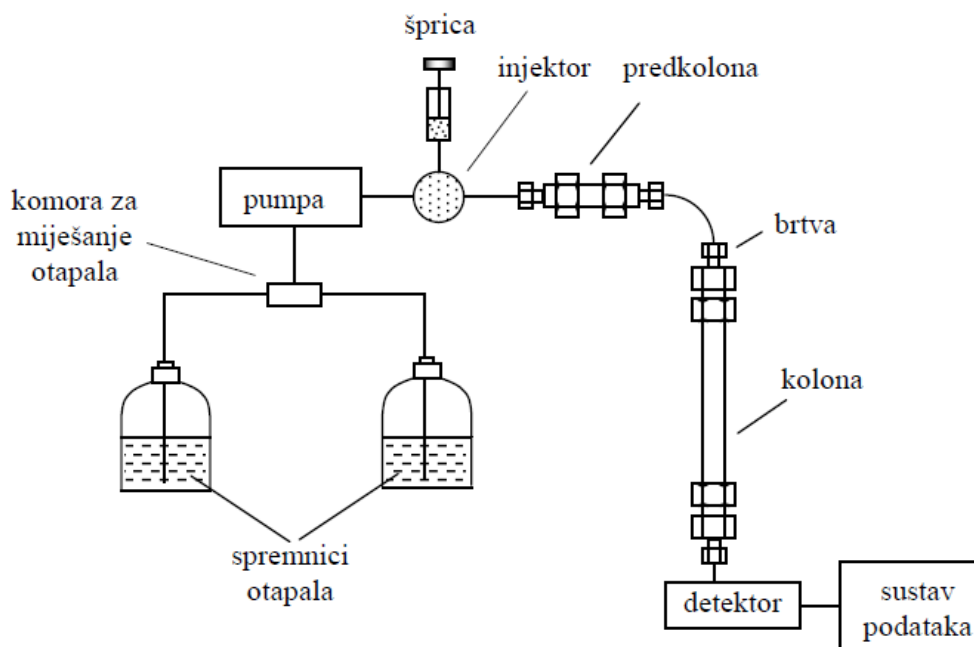 šprica
injektor
predkolona
pumpa
komora za
miješanje
otapala
brtva
kolona
spremnici
otapala
detektor
sustav
podataka